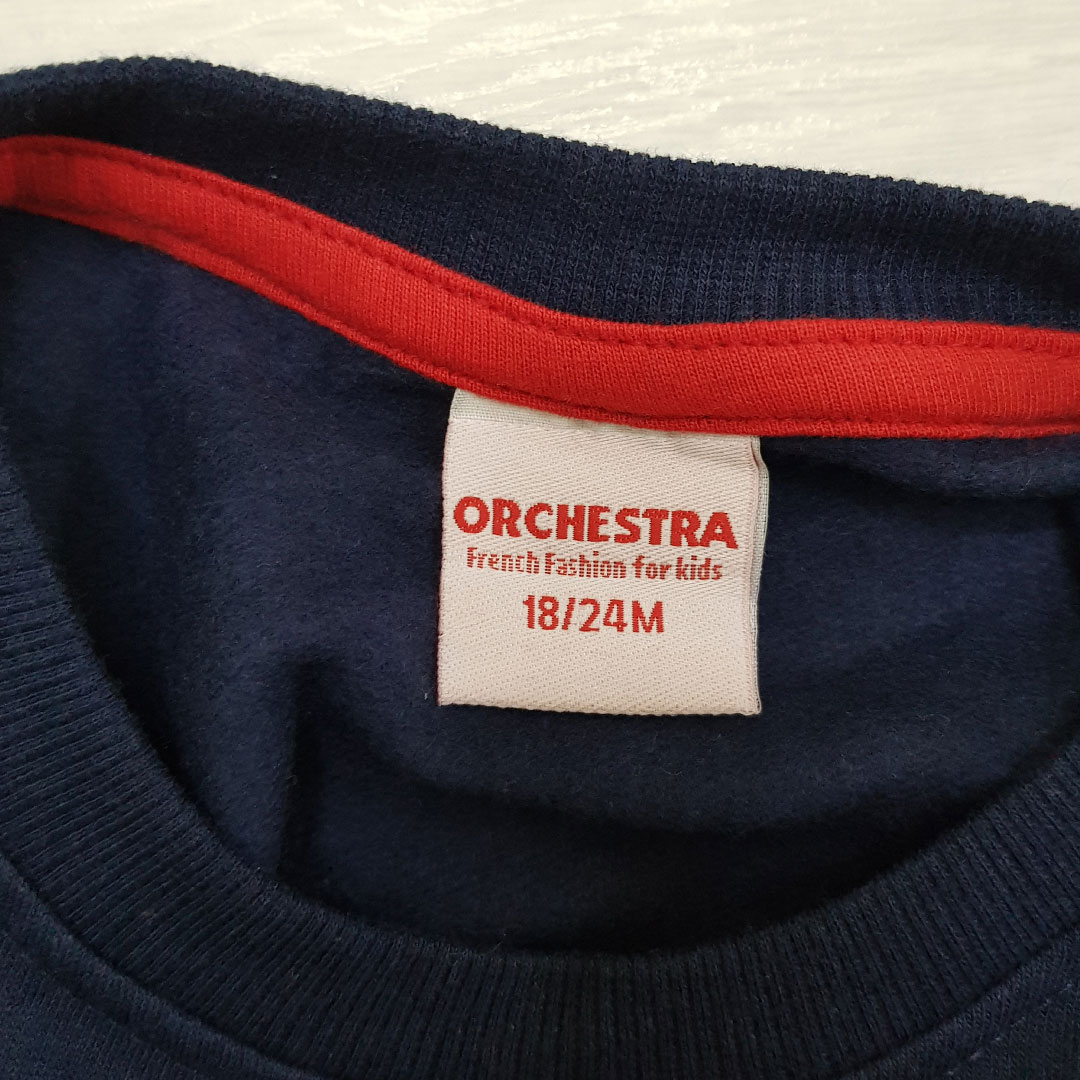 ORCHESTRA
French Fashion for kids
18/24M